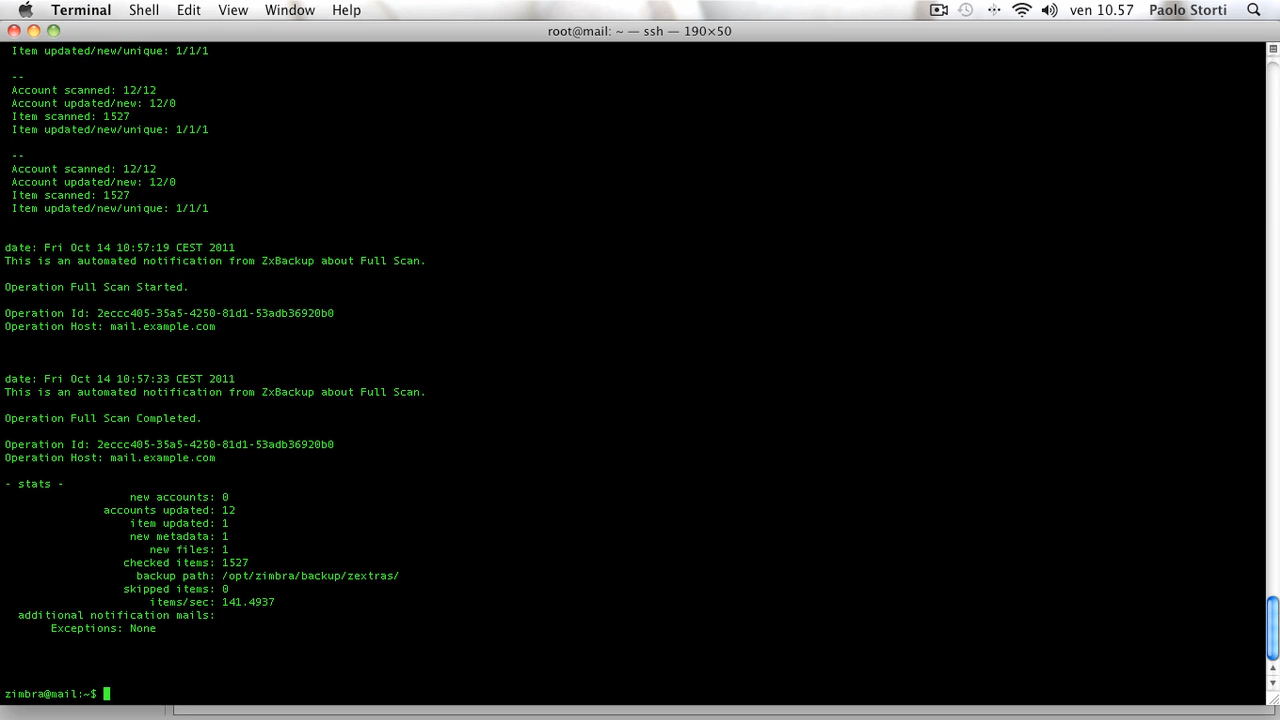 Terminal Shell Edit View Window Help ven 10.57 Paolo Storti
root@mail: ~ — ssh — 190×50
Item updated/new/unique: 1/1/1
--
Account scanned: 12/12
Account updated/new: 12/0
Item scanned: 1527
Item updated/new/unique: 1/1/1
--
Account scanned: 12/12
Account updated/new: 12/0
Item scanned: 1527
Item updated/new/unique: 1/1/1
date: Fri Oct 14 10:57:19 CEST 2011
This is an automated notification from ZxBackup about Full Scan.
Operation Full Scan Started.
Operation Id: 2eccc405-35a5-4250-81d1-53adb36920b0
Operation Host: mail.example.com
date: Fri Oct 14 10:57:33 CEST 2011
This is an automated notification from ZxBackup about Full Scan.
Operation Full Scan Completed.
Operation Id: 2eccc405-35a5-4250-81d1-53adb36920b0
Operation Host: mail.example.com
- stats -
new accounts: 0
accounts updated: 12
item updated: 1
new metadata: 1
new files: 1
checked items: 1527
backup path: /opt/zimbra/backup/zextras/
skipped items: 0
items/sec: 141.4937
additional notification mails:
Exceptions: None
zimbra@mail:~$